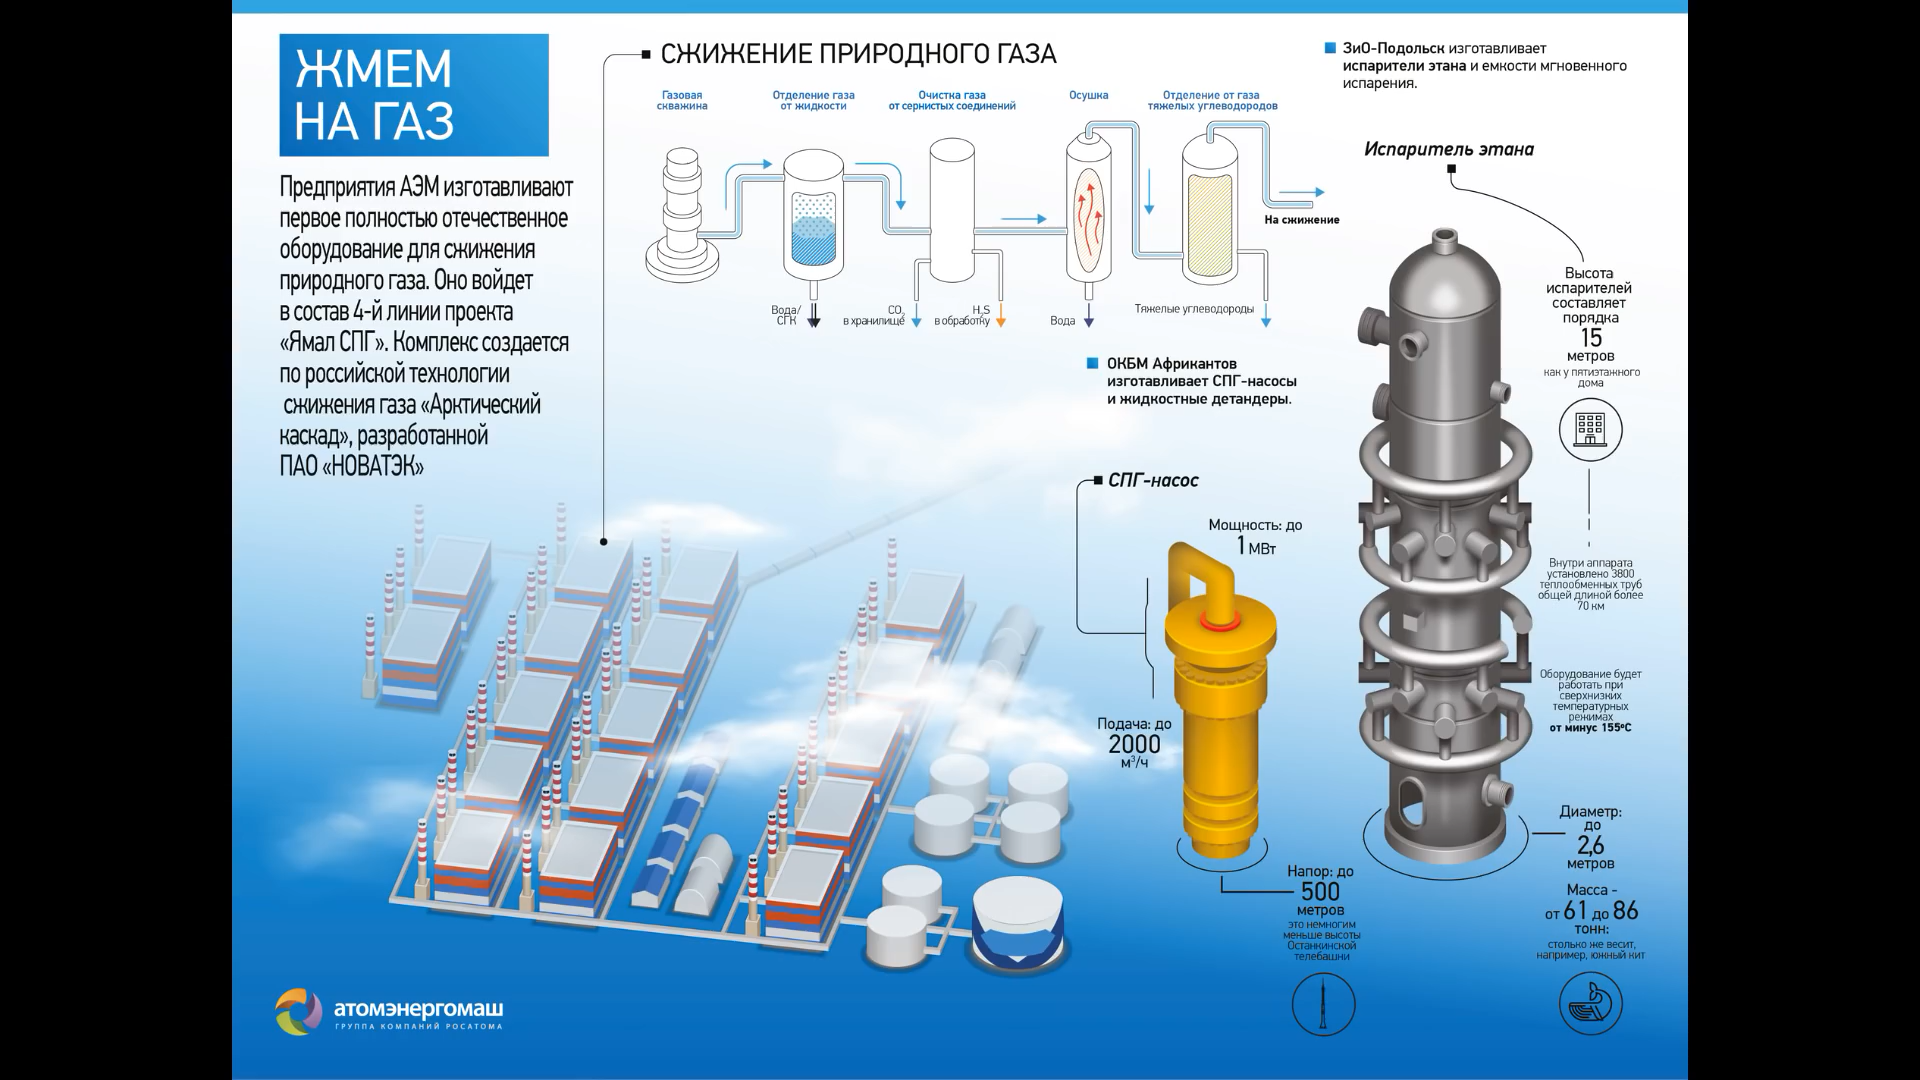 ЖМЕМ
НА ГАЗ
Предприятия АЭМ изготавливают
первое полностью отечественное
оборудование для сжижения
природного газа. Оно войдет
в состав 4-й линии проекта
«Ямал СПГ». Комплекс создается
по российской технологии
сжижения газа «Арктический
каскад», разработанной
ПАО «НОВАТЭК»
СЖИЖЕНИЕ ПРИРОДНОГО ГАЗА
Газовая
скважина
Отделение газа
от жидкости
Очистка газа
от сернистых соединений
Осушка
Отделение от газа
тяжелых углеводородов
На сжижение
Вода/
СГК
CO2
в хранилище
H2S
в обработку
Вода
Тяжелые углеводороды
ЗиО-Подольск изготавливает
испарители этана и емкости мгновенного
испарения.
Испаритель этана
Высота
испарителей
составляет
порядка
15
метров
как у пятиэтажного
дома
Внутри аппарата
установлено 3800
теплообменных труб
общей длиной более
70 км
Оборудование будет
работать при
сверхнизких
температурных
режимах
от минус 155°С
Диаметр:
до
2,6
метров
Масса -
от 61 до 86
тонн:
столько же весит,
например, южный кит
ОКБМ Африкантов
изготавливает СПГ-насосы
и жидкостные детандеры.
СПГ-насос
Мощность: до
1 МВт
Подача: до
2000
м³/ч
Напор: до
500
метров
это немногим
меньше высоты
Останкинской
телебашни
атомэнергомаш
ГРУППА КОМПАНИЙ РОСАТОМА